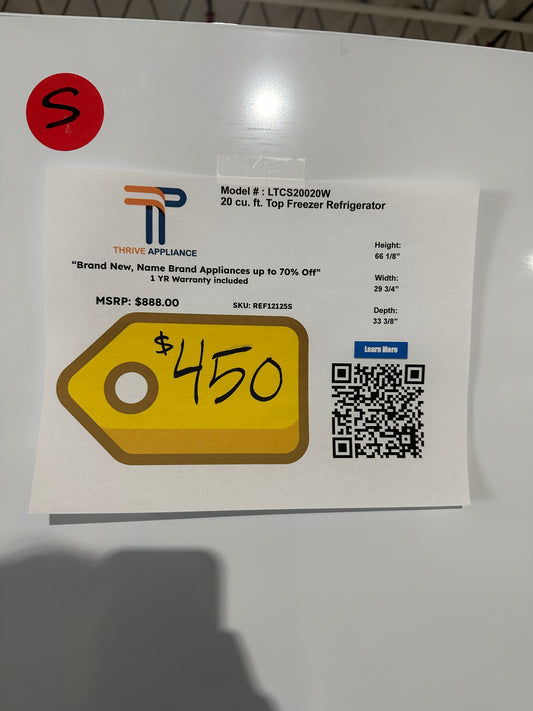 S
Model # : LTCS20020W
20 cu. ft. Top Freezer Refrigerator
THRIVE APPLIANCE
“Brand New, Name Brand Appliances up to 70% Off”
1 YR Warranty included
MSRP: $888.00
SKU: REF12125S
Height:
66 1/8”
Width:
29 3/4”
Depth:
33 3/8”
Learn More
$450